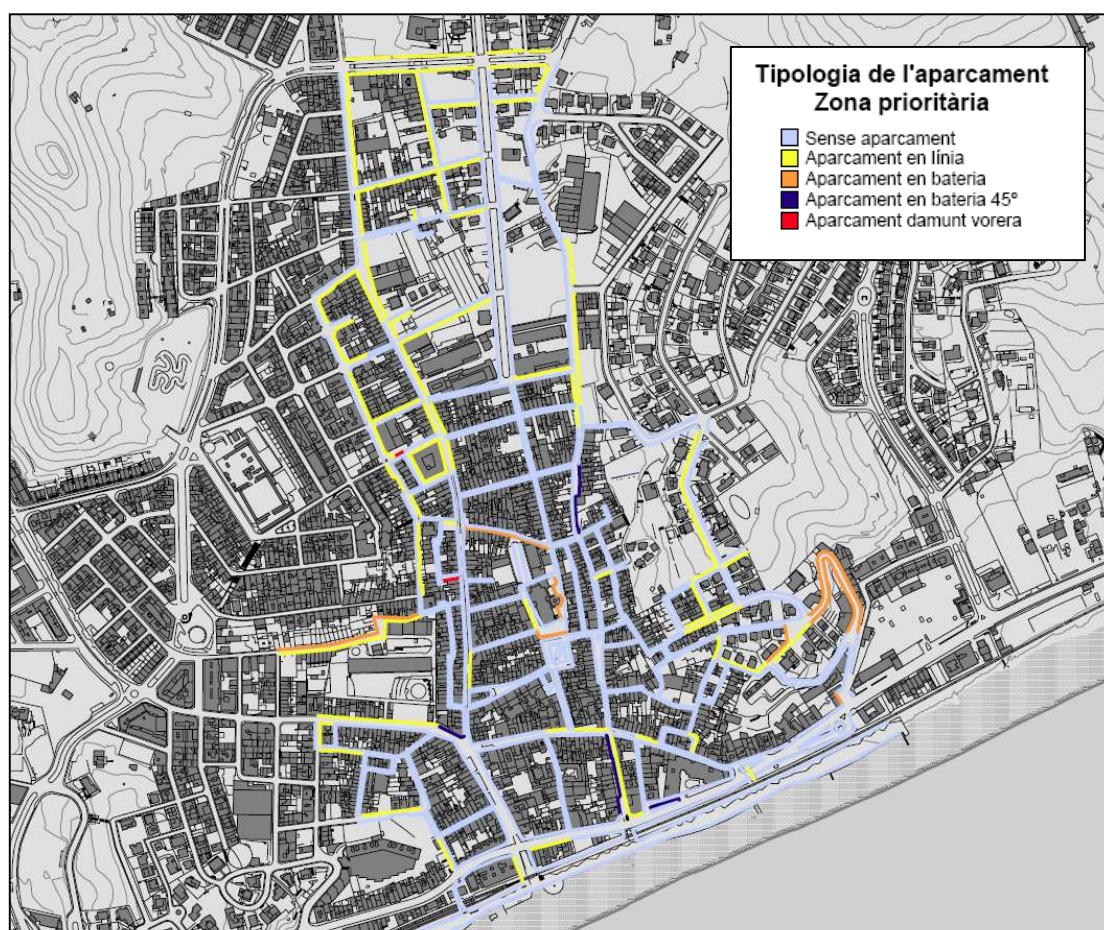 Tipologia de l'aparcament
Zona prioritària
Sense aparcament
Aparcament en línia
Aparcament en bateria
Aparcament en bateria 45º
Aparcament damunt vorera